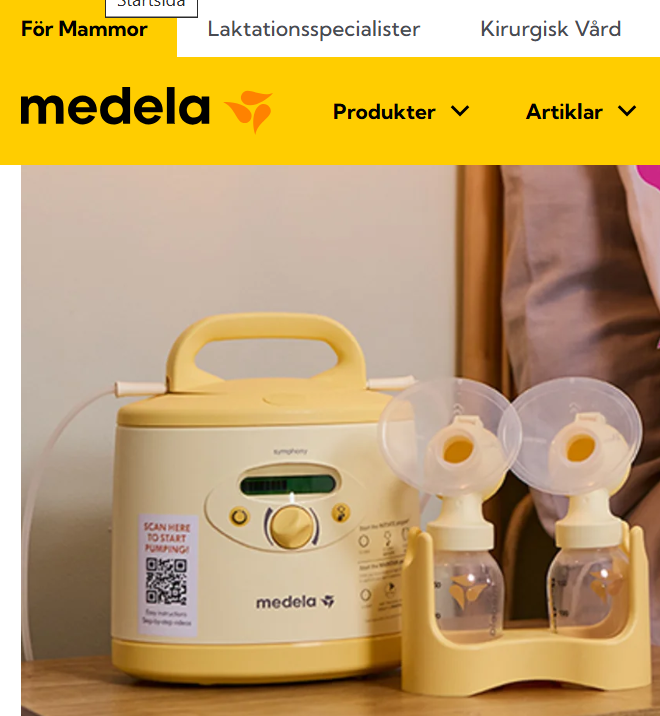 Startsida
För Mammor
Laktationsspecialister
Kirurgisk Vård
medela
Produkter
Artiklar
symphony
SCAN HERE
TO START
PUMPING!
Easy instructions
Step-by-step videos
medela